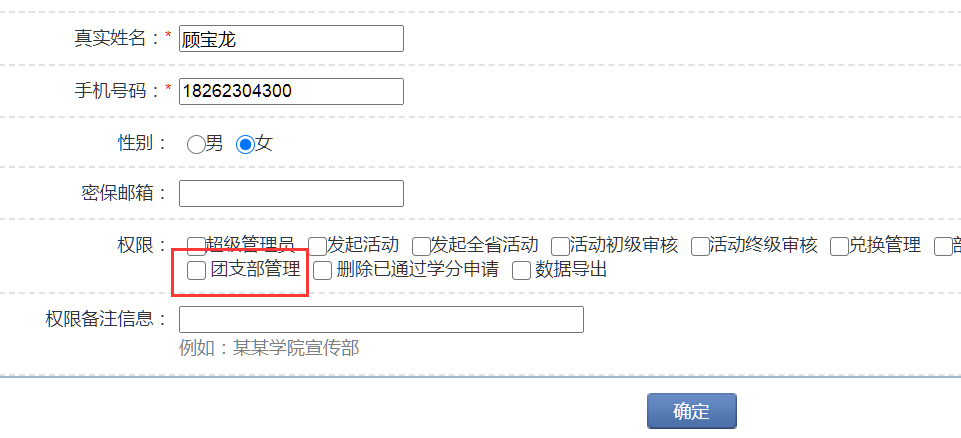 真实姓名：* 顾宝龙
手机号码：* 18262304300
性别： 男 女
密保邮箱：
权限： 超级管理员 发起活动 发起全省活动 活动初级审核 活动终级审核 兑换管理
团支部管理 删除已通过学分申请 数据导出
权限备注信息：
例如：某某学院宣传部
确定